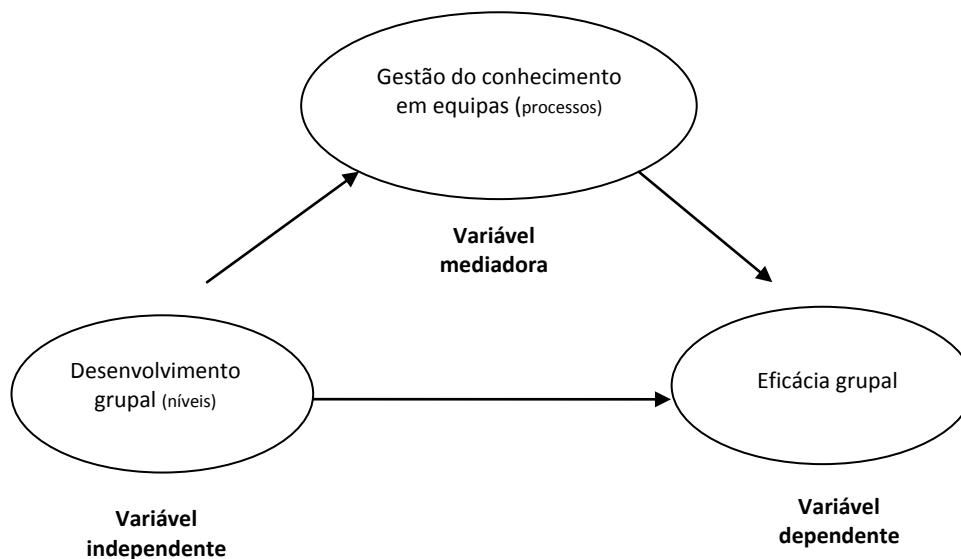 Gestão do conhecimento
em equipas (processos)
Variável
mediadora
Desenvolvimento
grupal (níveis)
Eficácia grupal
Variável
independente
Variável
dependente